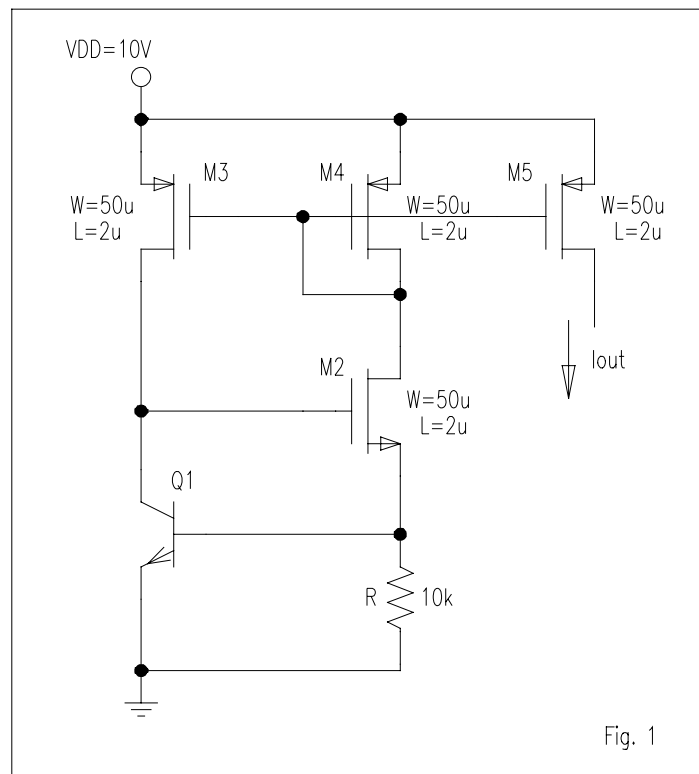 VDD=10V
M3
M4
M5
W=50u
L=2u
W=50u
L=2u
W=50u
L=2u
M2
W=50u
L=2u
Iout
Q1
R
10k
Fig. 1